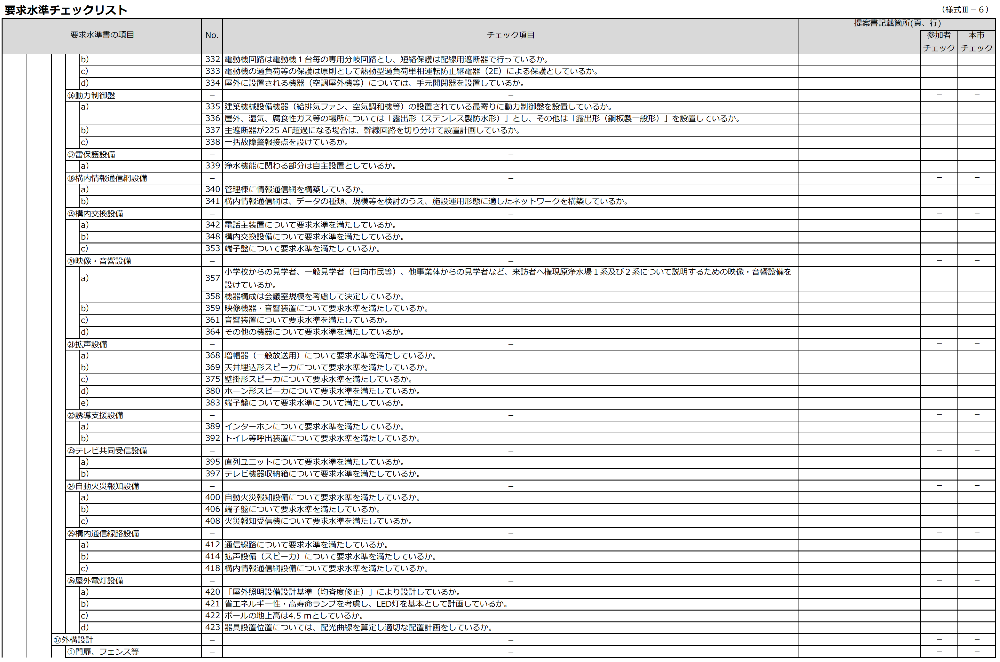 要求水準チェックリスト
（様式Ⅲ－６）
要求水準書の項目 No. チェック項目 提案書記載箇所(頁、行)
参加者 本市
チェック チェック
b） 332 電動機回路は電動機１台毎の専用分岐回路とし、短絡保護は配線用遮断器で行っているか。
c） 333 電動機の過負荷等の保護は原則として熱動型過負荷単相運転防止継電器（2E）による保護としているか。
d） 334 屋外に設置される機器（空調屋外機等）については、手元開閉器を設置しているか。
⑯動力制御盤 － － － －
a） 335 建築機械設備機器（給排気ファン、空気調和機等）の設置されている最寄りに動力制御盤を設置しているか。
336 屋外、湿気、腐食性ガス等の場所については「露出形（ステンレス製防水形）」とし、その他は「露出形（鋼板製一般形）」を設置しているか。
b） 337 主遮断器が225 AF超過になる場合は、幹線回路を切り分けて設置計画しているか。
c） 338 一括故障警報接点を設けているか。
⑰雷保護設備 － － － －
a） 339 浄水機能に関わる部分は自主設置としているか。
⑱構内情報通信網設備 － － － －
a） 340 管理棟に情報通信網を構築しているか。
b） 341 構内情報通信網は、データの種類、規模等を検討のうえ、施設運用形態に適したネットワークを構築しているか。
⑲構内交換設備 － － － －
a） 342 電話主装置について要求水準を満たしているか。
b） 348 構内交換設備について要求水準を満たしているか。
c） 353 端子盤について要求水準を満たしているか。
⑳映像・音響設備 － － － －
a） 357 小学校からの見学者、一般見学者（日向市民等）、他事業体からの見学者など、来訪者へ権現原浄水場１系及び２系について説明するための映像・音響設備を
設けているか。
358 機器構成は会議室規模を考慮して決定しているか。
b） 359 映像機器・音響装置について要求水準を満たしているか。
c） 361 音響装置について要求水準を満たしているか。
d） 364 その他の機器について要求水準を満たしているか。
㉑拡声設備 － － － －
a） 368 増幅器（一般放送用）について要求水準を満たしているか。
b） 369 天井埋込形スピーカについて要求水準を満たしているか。
c） 375 壁掛形スピーカについて要求水準を満たしているか。
d） 380 ホーン形スピーカについて要求水準を満たしているか。
e） 383 端子盤について要求水準について満たしているか。
㉒誘導支援設備 － － － －
a） 389 インターホンについて要求水準を満たしているか。
b） 392 トイレ等呼出装置について要求水準を満たしているか。
㉓テレビ共同受信設備 － － － －
a） 395 直列ユニットについて要求水準を満たしているか。
b） 397 テレビ機器収納箱について要求水準を満たしているか。
㉔自動火災報知設備 － － － －
a） 400 自動火災報知設備について要求水準を満たしているか。
b） 406 端子盤について要求水準を満たしているか。
c） 408 火災報知受信機について要求水準を満たしているか。
㉕構内通信線路設備 － － － －
a） 412 通信線路について要求水準を満たしているか。
b） 414 拡声設備（スピーカ）について要求水準を満たしているか。
c） 418 構内情報通信網設備について要求水準を満たしているか。
㉖屋外電灯設備 － － － －
a） 420 「屋外照明設備設計基準（均斉度修正）」により設計しているか。
b） 421 省エネルギー性・高寿命ランプを考慮し、LED灯を基本として計画しているか。
c） 422 ポールの地上高は4.5 mとしているか。
d） 423 器具設置位置については、配光曲線を算定し適切な配置計画をしているか。
⑰外構設計 － － － －
①門扉、フェンス等 － － － －